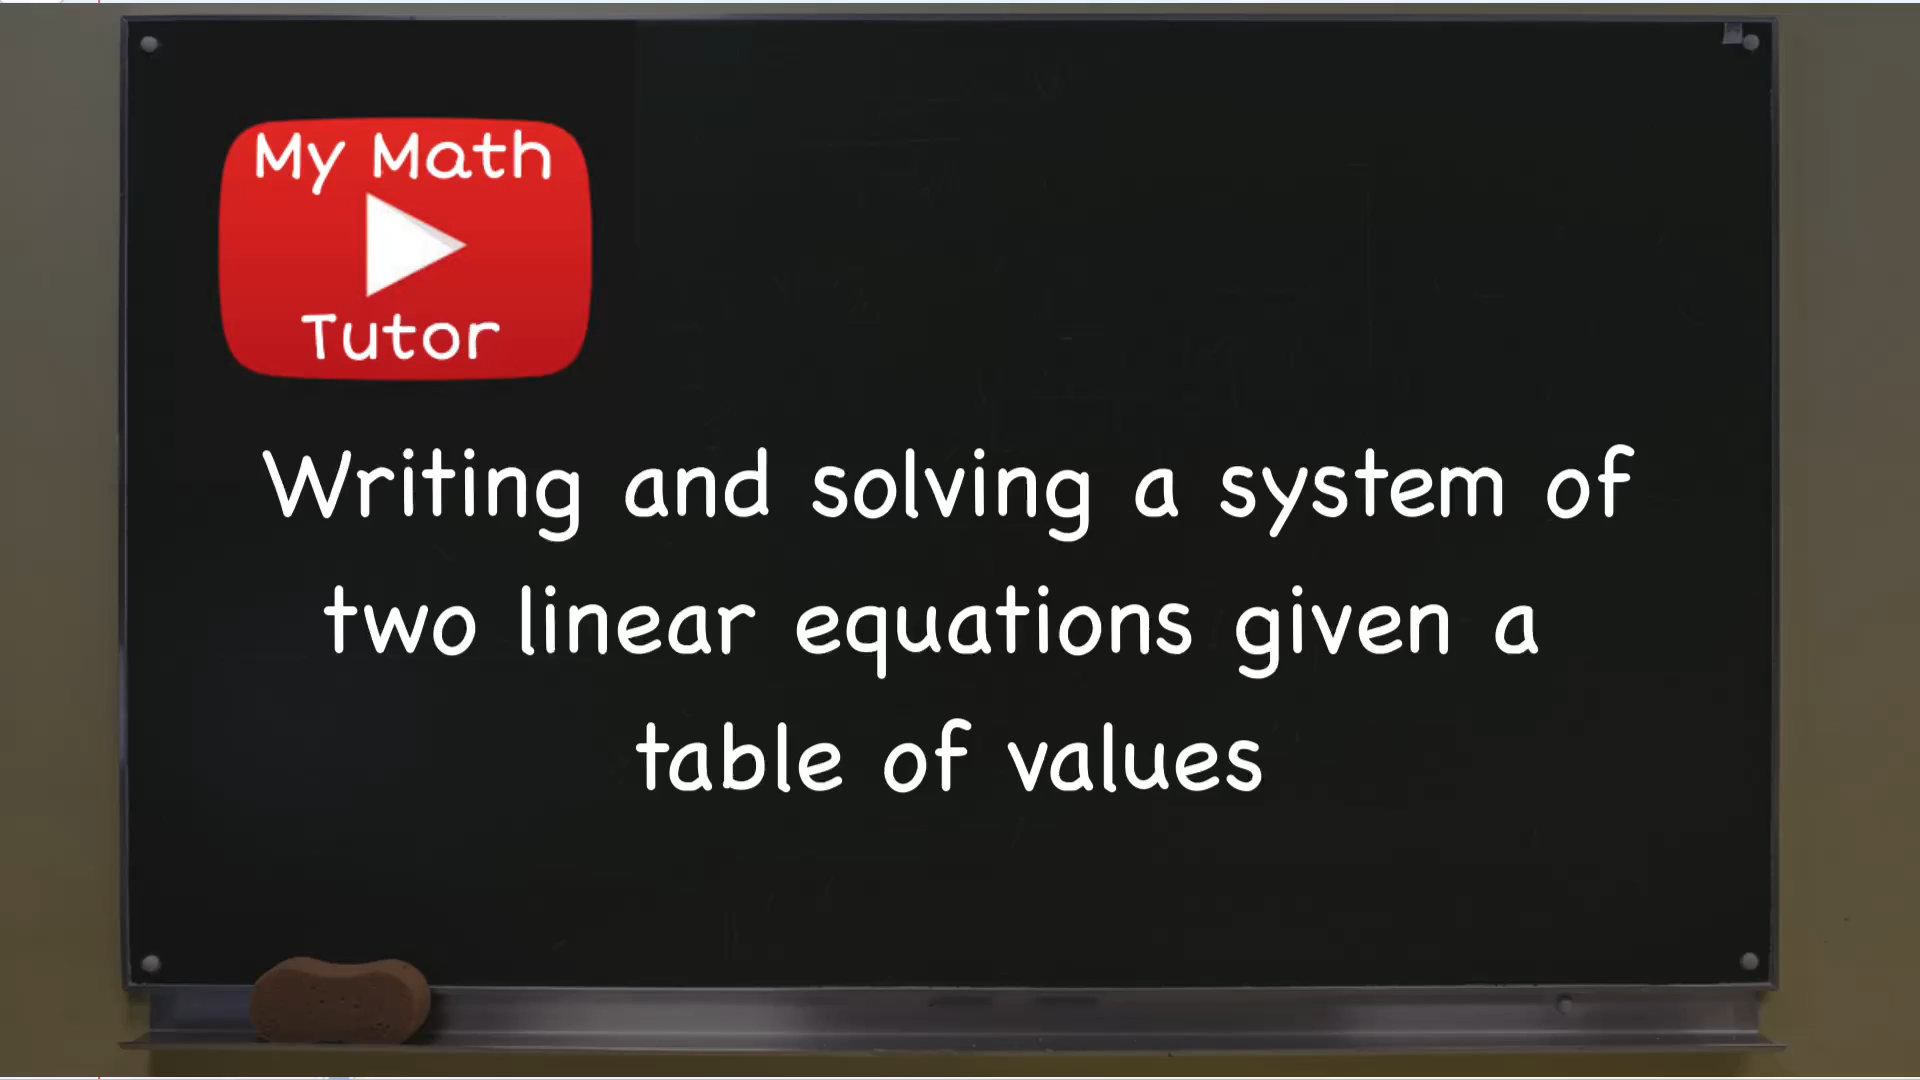 My Math
Tutor
Writing and solving a system of
two linear equations given a
table of values